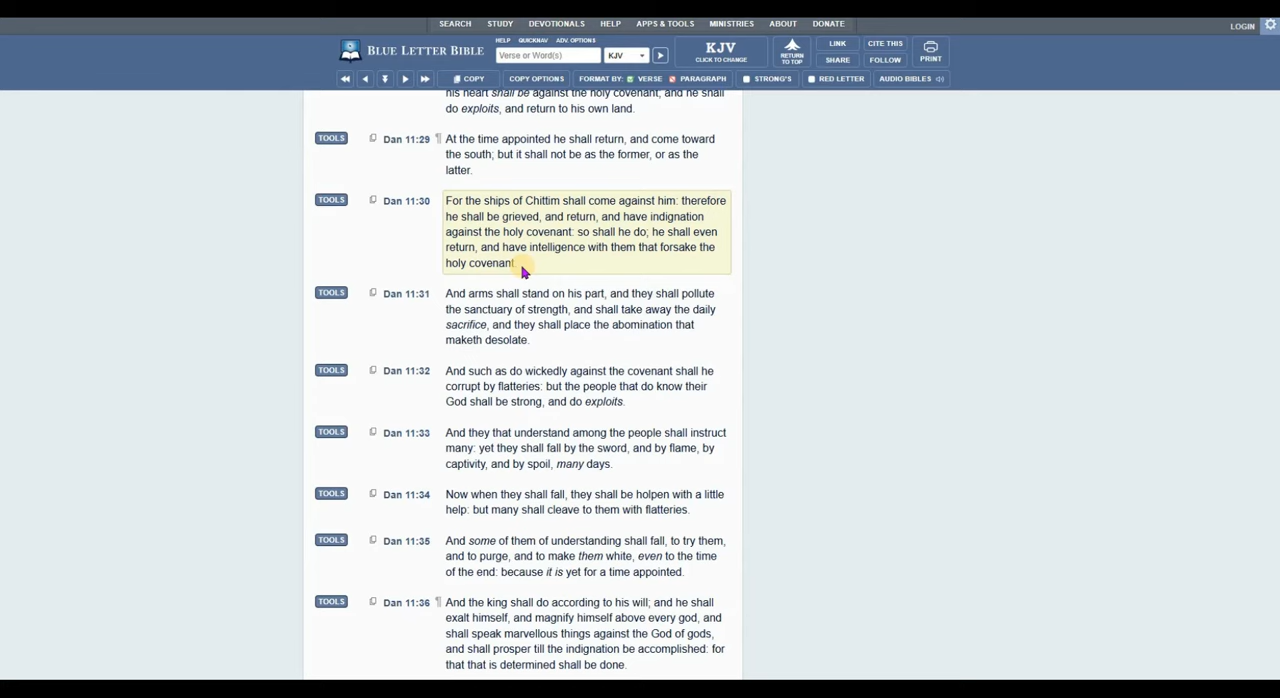 SEARCH STUDY DEVOTIONALS HELP APPS & TOOLS MINISTRIES ABOUT DONATE
LOGIN
BLUE LETTER BIBLE
HELP QUICKNAV ADV. OPTIONS
Verse or Word(s) KJV
KJV
CLICK TO CHANGE
RETURN
TO TOP
LINK CITE THIS
SHARE FOLLOW
PRINT
COPY COPY OPTIONS FORMAT BY: VERSE PARAGRAPH STRONG'S RED LETTER AUDIO BIBLES
his heart shall be against the holy covenant; and he shall
do exploits, and return to his own land.
TOOLS Dan 11:29 ¶ At the time appointed he shall return, and come toward
the south; but it shall not be as the former, or as the
latter.
TOOLS Dan 11:30 For the ships of Chittim shall come against him: therefore
he shall be grieved, and return, and have indignation
against the holy covenant: so shall he do; he shall even
return, and have intelligence with them that forsake the
holy covenant.
TOOLS Dan 11:31 And arms shall stand on his part, and they shall pollute
the sanctuary of strength, and shall take away the daily
sacrifice, and they shall place the abomination that
maketh desolate.
TOOLS Dan 11:32 And such as do wickedly against the covenant shall he
corrupt by flatteries: but the people that do know their
God shall be strong, and do exploits.
TOOLS Dan 11:33 And they that understand among the people shall instruct
many: yet they shall fall by the sword, and by flame, by
captivity, and by spoil, many days.
TOOLS Dan 11:34 Now when they shall fall, they shall be holpen with a little
help: but many shall cleave to them with flatteries.
TOOLS Dan 11:35 And some of them of understanding shall fall, to try them,
and to purge, and to make them white, even to the time
of the end: because it is yet for a time appointed.
TOOLS Dan 11:36 ¶ And the king shall do according to his will; and he shall
exalt himself, and magnify himself above every god, and
shall speak marvellous things against the God of gods,
and shall prosper till the indignation be accomplished: for
that that is determined shall be done.